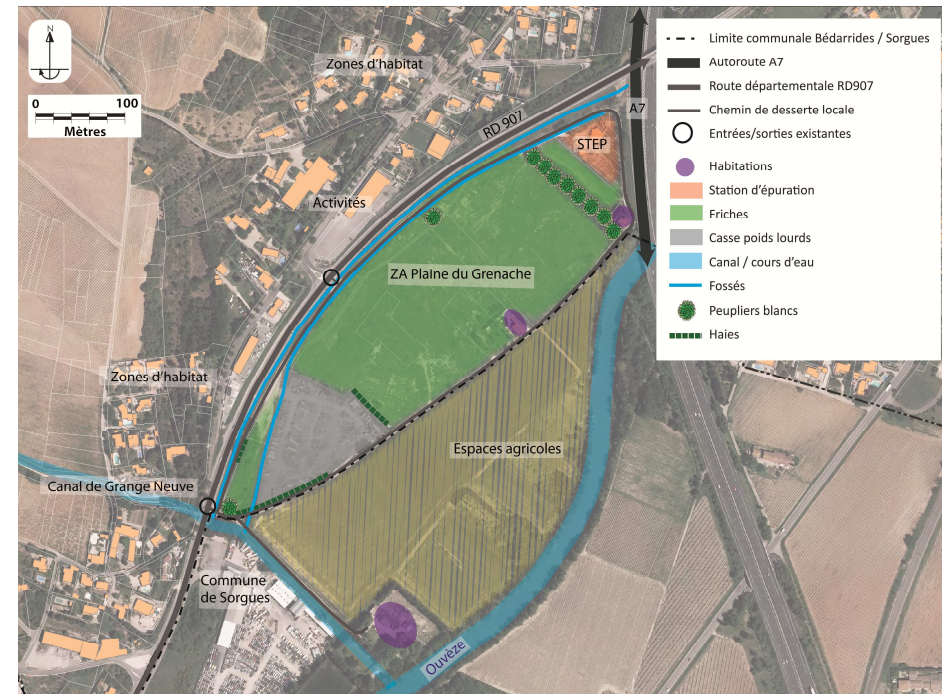 N
0 100
Mètres
Zones d'habitat
RD 907
A7
STEP
Activités
ZA Plaine du Grenache
Zones d'habitat
Espaces agricoles
Canal de Grange Neuve
Commune
de Sorgues
Ouvèze
Limite communale Bédarrides / Sorgues
Autoroute A7
Route départementale RD907
Chemin de desserte locale
Entrées/sorties existantes
Habitations
Station d'épuration
Friches
Casse poids lourds
Canal / cours d'eau
Fossés
Peupliers blancs
Haies